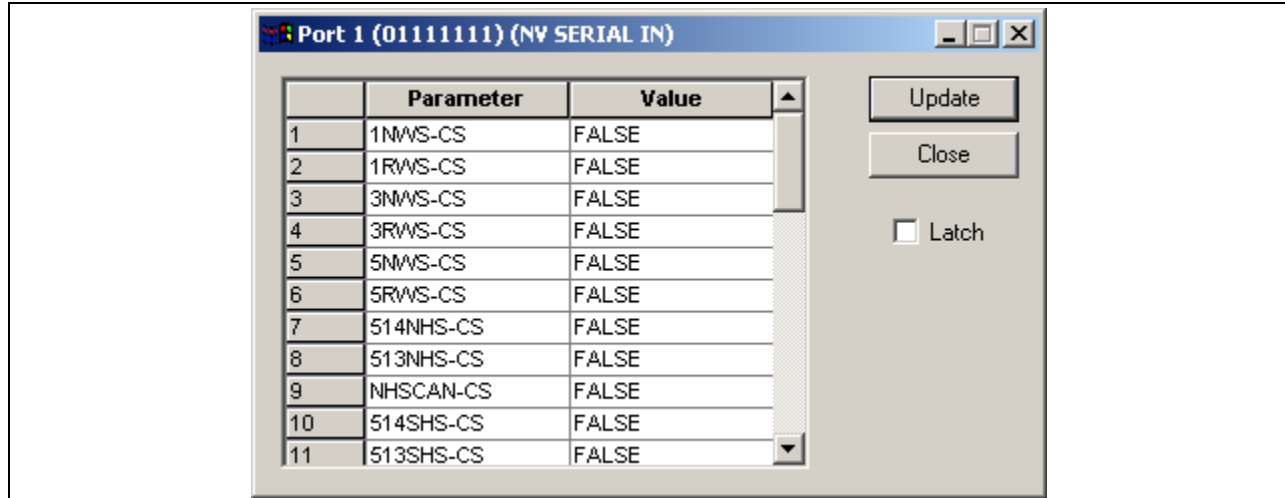 Port 1 (01111111) (NV SERIAL IN)
Parameter Value
1 1NWS-CS FALSE
2 1RWS-CS FALSE
3 3NWS-CS FALSE
4 3RWS-CS FALSE
5 5NWS-CS FALSE
6 5RWS-CS FALSE
7 514NHS-CS FALSE
8 513NHS-CS FALSE
9 NHSCAN-CS FALSE
10 514SHS-CS FALSE
11 513SHS-CS FALSE
Update
Close
Latch